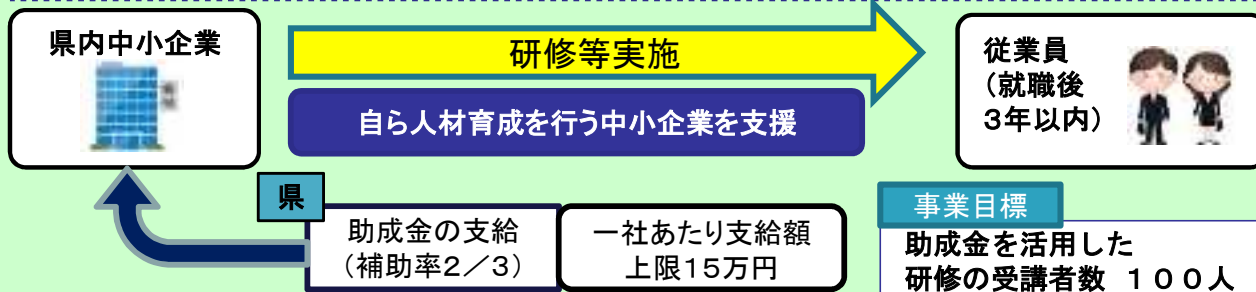 県内中小企業
研修等実施
自ら人材育成を行う中小企業を支援
従業員
(就職後
３年以内)
県
助成金の支給
(補助率２／３)
一社あたり支給額
上限１５万円
事業目標
助成金を活用した
研修の受講者数　１００人